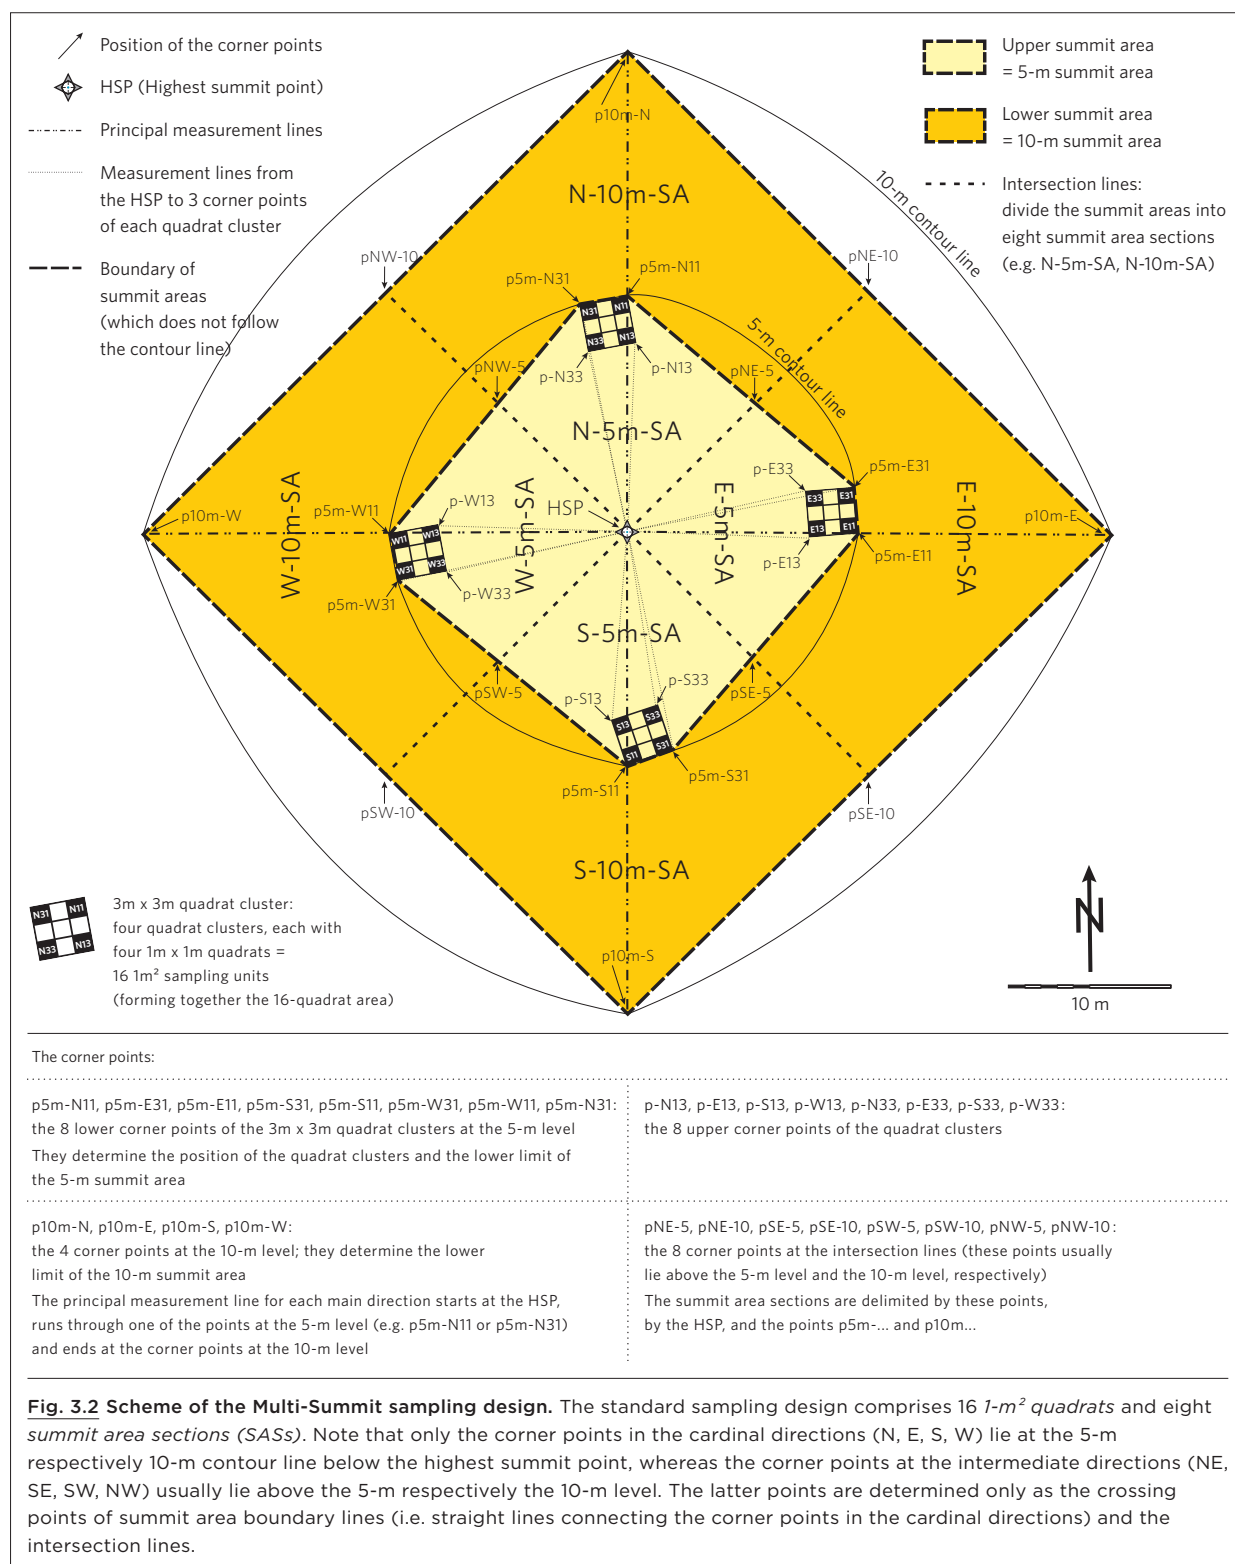 Position of the corner points
HSP (Highest summit point)
Principal measurement lines
Measurement lines from
the HSP to 3 corner points
of each quadrat cluster
Boundary of
summit areas
(which does not follow
the contour line)
Upper summit area
= 5-m summit area
Lower summit area
= 10-m summit area
Intersection lines:
divide the summit areas into
eight summit area sections
(e.g. N-5m-SA, N-10m-SA)
p10m-N
N-10m-SA
10-m contour line
pNW-10
pNE-10
p5m-N31
p5m-N11
N31
N11
N33
N13
5-m contour line
p-N33
p-N13
pNW-5
pNE-5
N-5m-SA
p-E33
p5m-E31
E33
E31
E13
E11
W-10m-SA
p10m-W
p5m-W11
p-W13
W11
W13
W31
W33
W-5m-SA
HSP
E-5m-SA
E-10m-SA
p10m-E
p-E13
p5m-E11
p5m-W31
p-W33
S-5m-SA
pSW-5
p-S13
p-S33
pSE-5
S13
S33
S11
S31
p5m-S11
p5m-S31
pSW-10
pSE-10
S-10m-SA
p10m-S
N31
N11
N33
N13
3m x 3m quadrat cluster:
four quadrat clusters, each with
four 1m x 1m quadrats =
16 1m² sampling units
(forming together the 16-quadrat area)
N
10 m
The corner points:
p5m-N11, p5m-E31, p5m-E11, p5m-S31, p5m-S11, p5m-W31, p5m-W11, p5m-N31:
the 8 lower corner points of the 3m x 3m quadrat clusters at the 5-m level
They determine the position of the quadrat clusters and the lower limit of
the 5-m summit area
p-N13, p-E13, p-S13, p-W13, p-N33, p-E33, p-S33, p-W33:
the 8 upper corner points of the quadrat clusters
p10m-N, p10m-E, p10m-S, p10m-W:
the 4 corner points at the 10-m level; they determine the lower
limit of the 10-m summit area
The principal measurement line for each main direction starts at the HSP,
runs through one of the points at the 5-m level (e.g. p5m-N11 or p5m-N31)
and ends at the corner points at the 10-m level
pNE-5, pNE-10, pSE-5, pSE-10, pSW-5, pSW-10, pNW-5, pNW-10:
the 8 corner points at the intersection lines (these points usually
lie above the 5-m level and the 10-m level, respectively)
The summit area sections are delimited by these points,
by the HSP, and the points p5m-... and p10m...
Fig. 3.2 Scheme of the Multi-Summit sampling design. The standard sampling design comprises 16 1-m² quadrats and eight
summit area sections (SASs). Note that only the corner points in the cardinal directions (N, E, S, W) lie at the 5-m
respectively 10-m contour line below the highest summit point, whereas the corner points at the intermediate directions (NE,
SE, SW, NW) usually lie above the 5-m respectively the 10-m level. The latter points are determined only as the crossing
points of summit area boundary lines (i.e. straight lines connecting the corner points in the cardinal directions) and the
intersection lines.